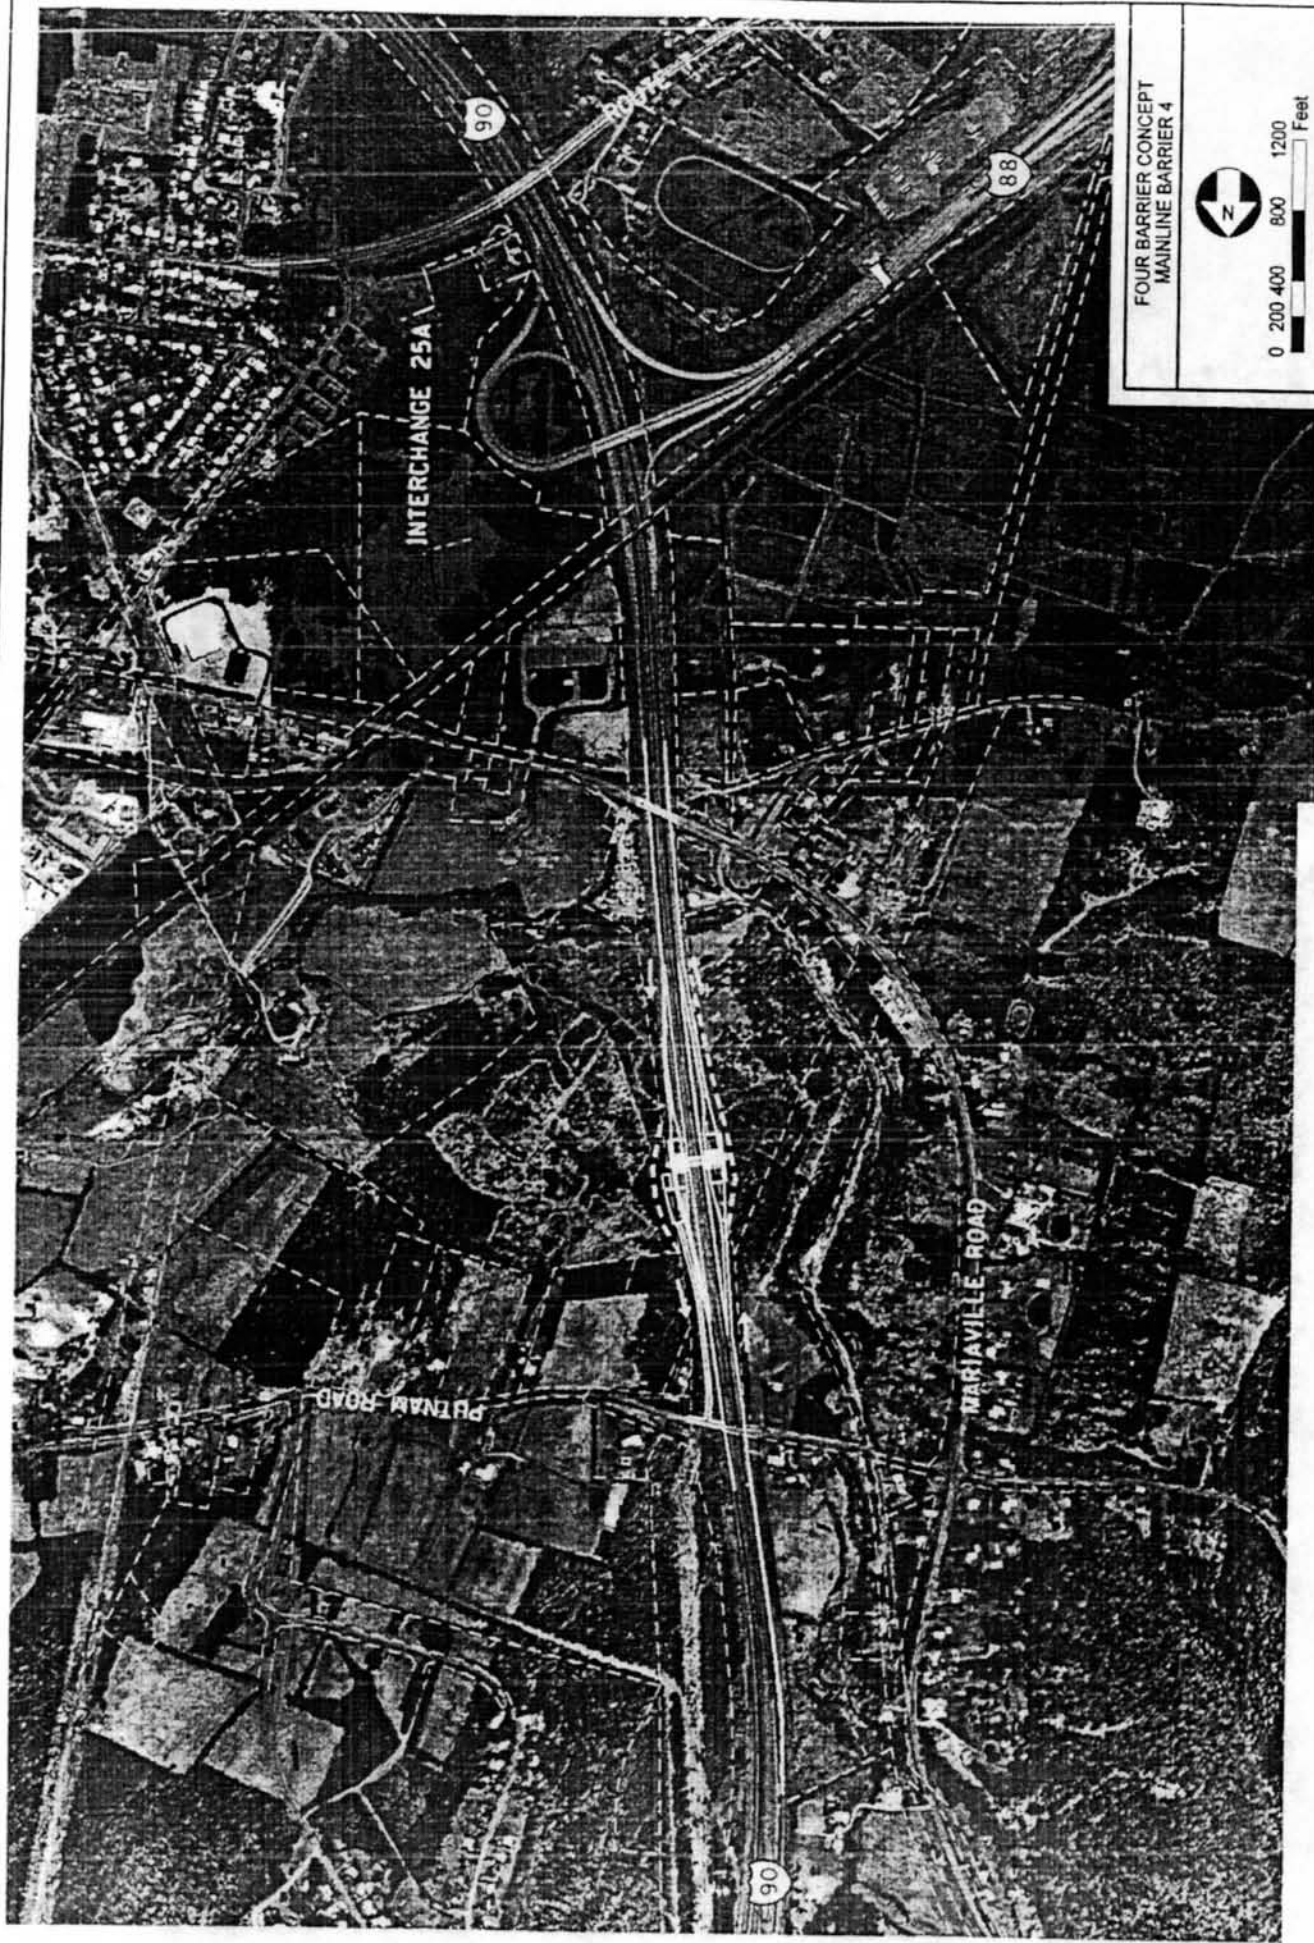 90
ROUTE
INTERCHANGE 25A
88
PUTNAM ROAD
MARIAVILLE ROAD
90
FOUR BARRIER CONCEPT
MAINLINE BARRIER 4
N
0 200 400 800 1200
Feet